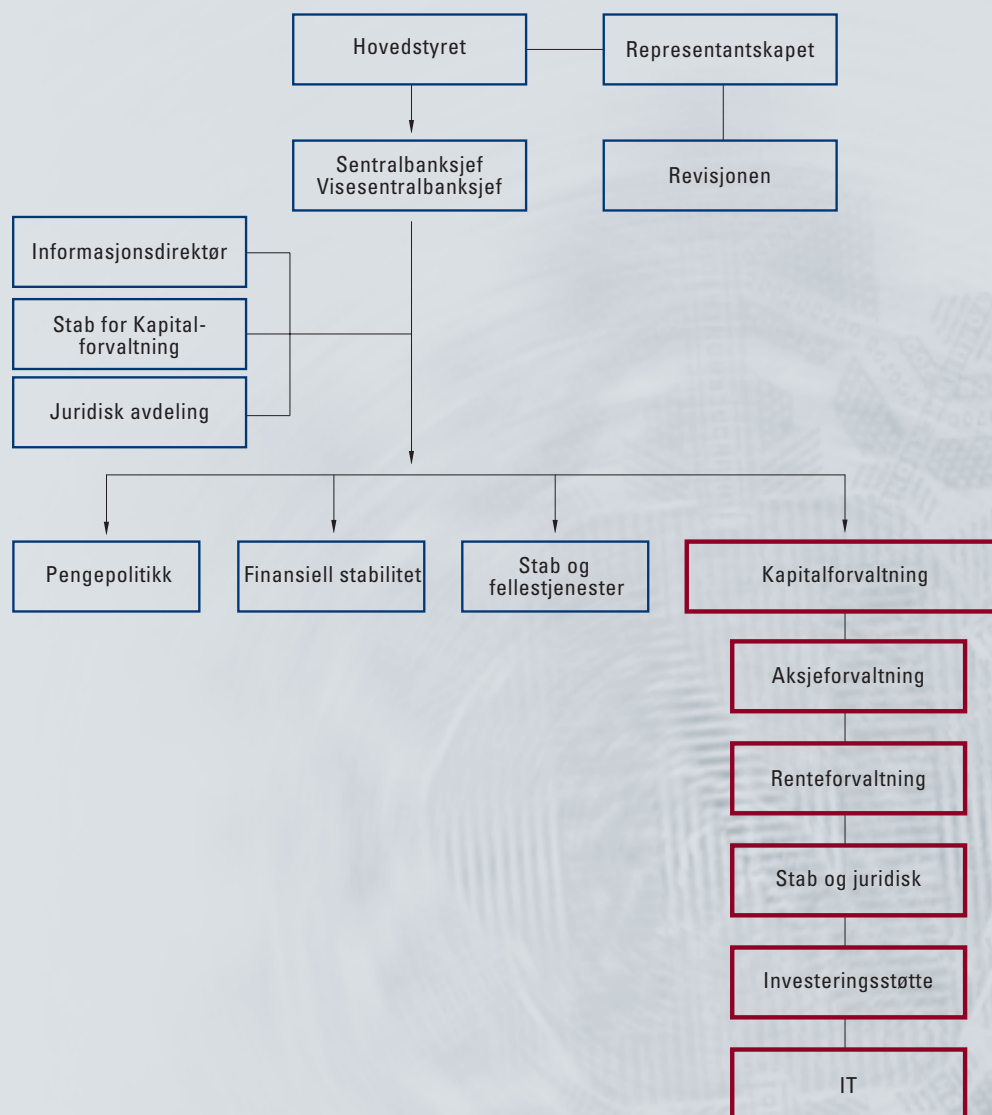 Hovedstyret
Representantskapet
Sentralbanksjef
Visesentralbanksjef
Revisjonen
Informasjonsdirektør
Stab for Kapital-
forvaltning
Juridisk avdeling
Pengepolitikk
Finansiell stabilitet
Stab og
fellestjenester
Kapitalforvaltning
Aksjeforvaltning
Renteforvaltning
Stab og juridisk
Investeringsstøtte
IT